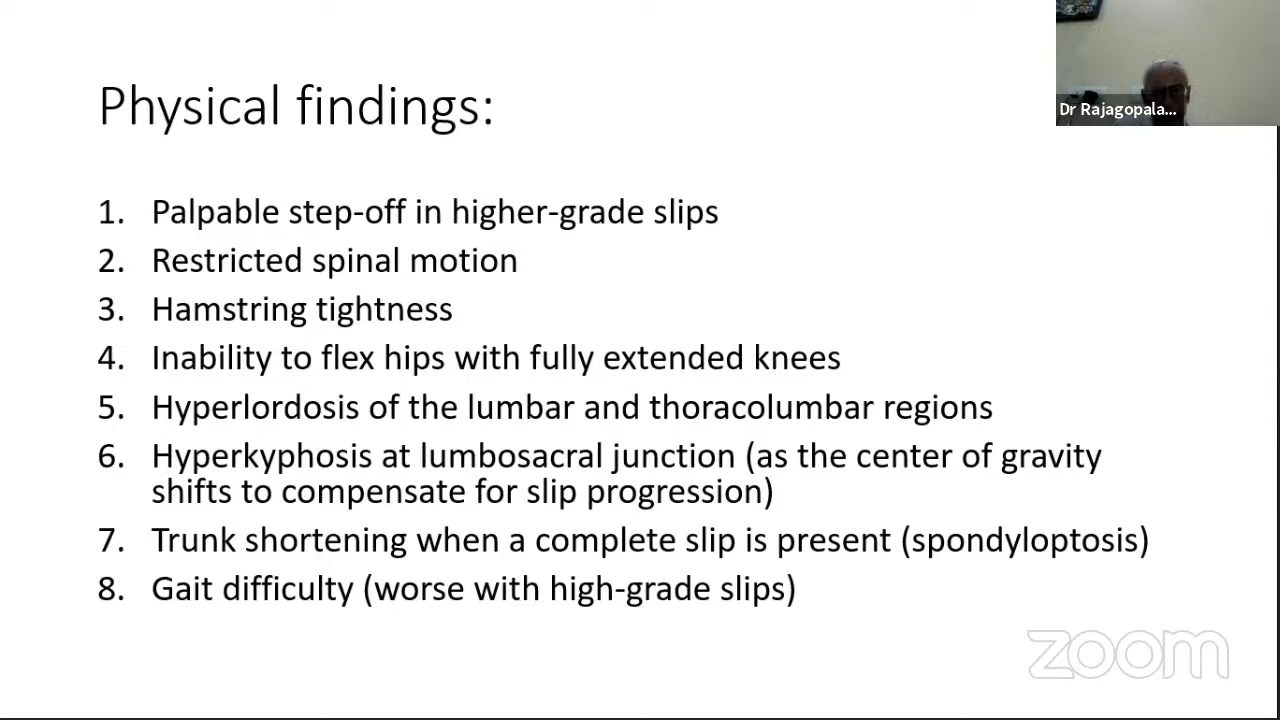 Physical findings:
Dr Rajagopala...
1. Palpable step-off in higher-grade slips
2. Restricted spinal motion
3. Hamstring tightness
4. Inability to flex hips with fully extended knees
5. Hyperlordosis of the lumbar and thoracolumbar regions
6. Hyperkyphosis at lumbosacral junction (as the center of gravity
shifts to compensate for slip progression)
7. Trunk shortening when a complete slip is present (spondyloptosis)
8. Gait difficulty (worse with high-grade slips)
zoom